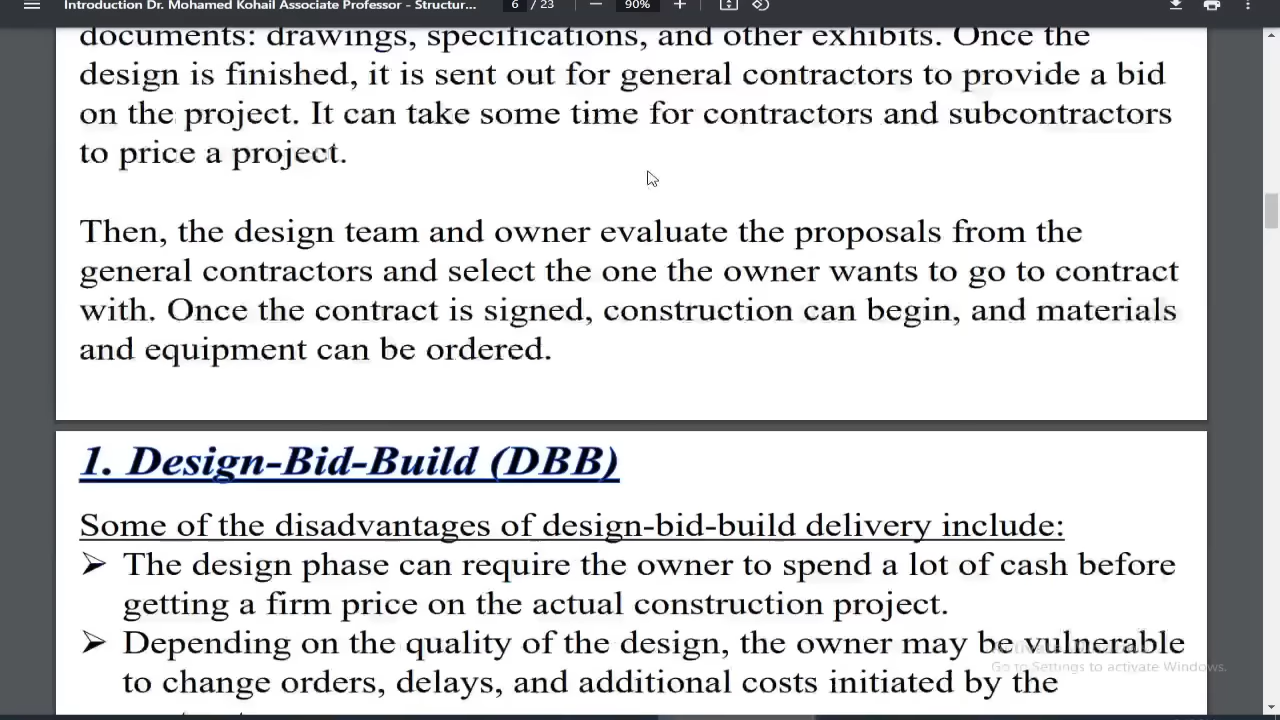 Introduction Dr. Mohamed Kohail Associate Professor - Structur... 6 / 23 90%
documents: drawings, specifications, and other exhibits. Once the
design is finished, it is sent out for general contractors to provide a bid
on the project. It can take some time for contractors and subcontractors
to price a project.
Then, the design team and owner evaluate the proposals from the
general contractors and select the one the owner wants to go to contract
with. Once the contract is signed, construction can begin, and materials
and equipment can be ordered.
1. Design-Bid-Build (DBB)
Some of the disadvantages of design-bid-build delivery include:
➢ The design phase can require the owner to spend a lot of cash before
getting a firm price on the actual construction project.
➢ Depending on the quality of the design, the owner may be vulnerable
to change orders, delays, and additional costs initiated by the
Go to Settings to activate Windows.